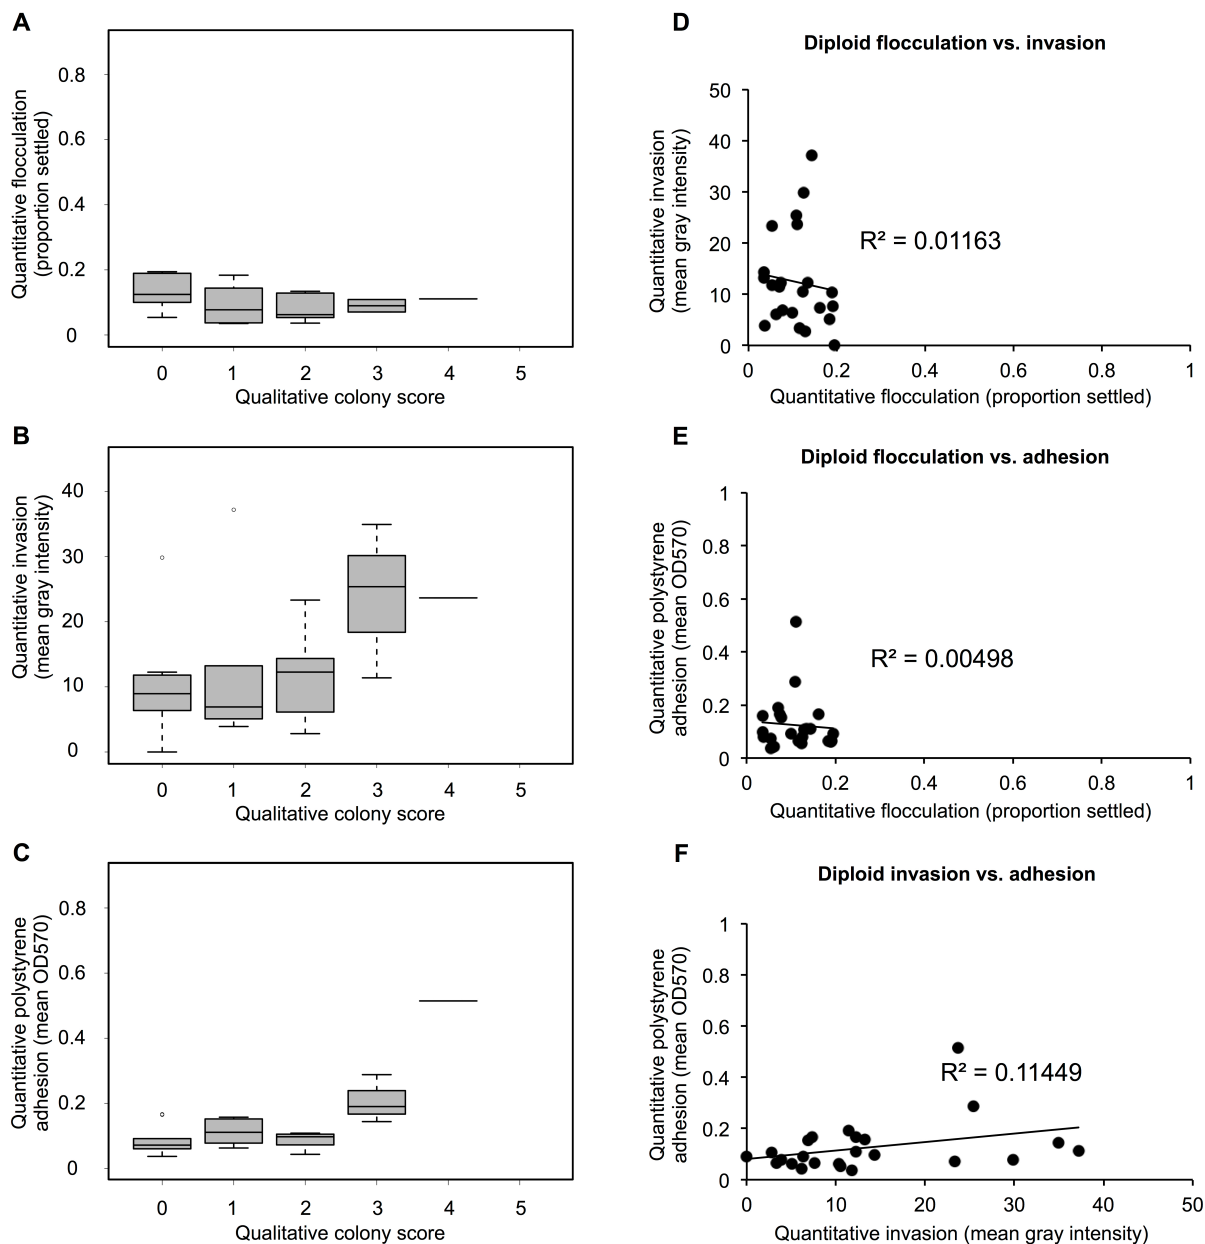 A
Quantitative flocculation
(proportion settled)
0.8
0.6
0.4
0.2
0
0 1 2 3 4 5
Qualitative colony score
B
Quantitative invasion
(mean gray intensity)
40
30
20
10
0
0 1 2 3 4 5
Qualitative colony score
C
Quantitative polystyrene
adhesion (mean OD570)
0.8
0.6
0.4
0.2
0
0 1 2 3 4 5
Qualitative colony score
D
Diploid flocculation vs. invasion
Quantitative invasion
(mean gray intensity)
50
40
30
20
10
0
R² = 0.01163
0 0.2 0.4 0.6 0.8 1
Quantitative flocculation (proportion settled)
E
Diploid flocculation vs. adhesion
Quantitative polystyrene
adhesion (mean OD570)
1
0.8
0.6
0.4
0.2
0
R² = 0.00498
0 0.2 0.4 0.6 0.8 1
Quantitative flocculation (proportion settled)
F
Diploid invasion vs. adhesion
Quantitative polystyrene
adhesion (mean OD570)
1
0.8
0.6
0.4
0.2
0
R² = 0.11449
0 10 20 30 40 50
Quantitative invasion (mean gray intensity)